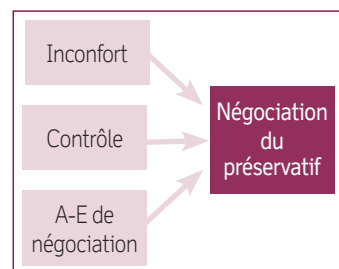 Inconfort
Contrôle
A-E de
négociation
Négociation
du
préservatif